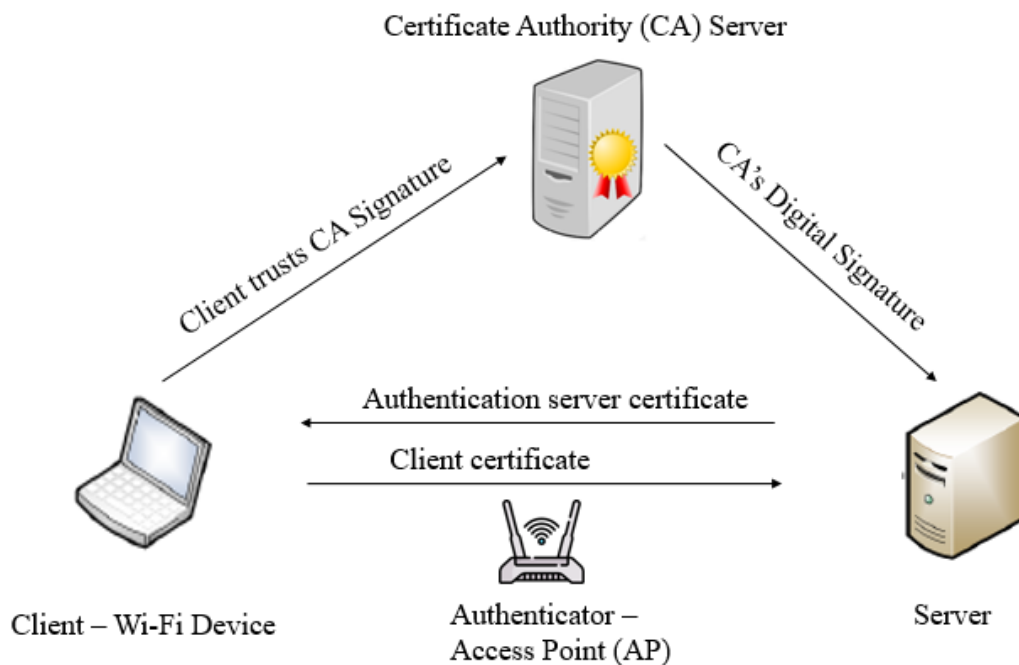 Certificate Authority (CA) Server
Client trusts CA Signature
CA's Digital Signature
Authentication server certificate
Client certificate
Client – Wi-Fi Device
Authenticator –
Access Point (AP)
Server